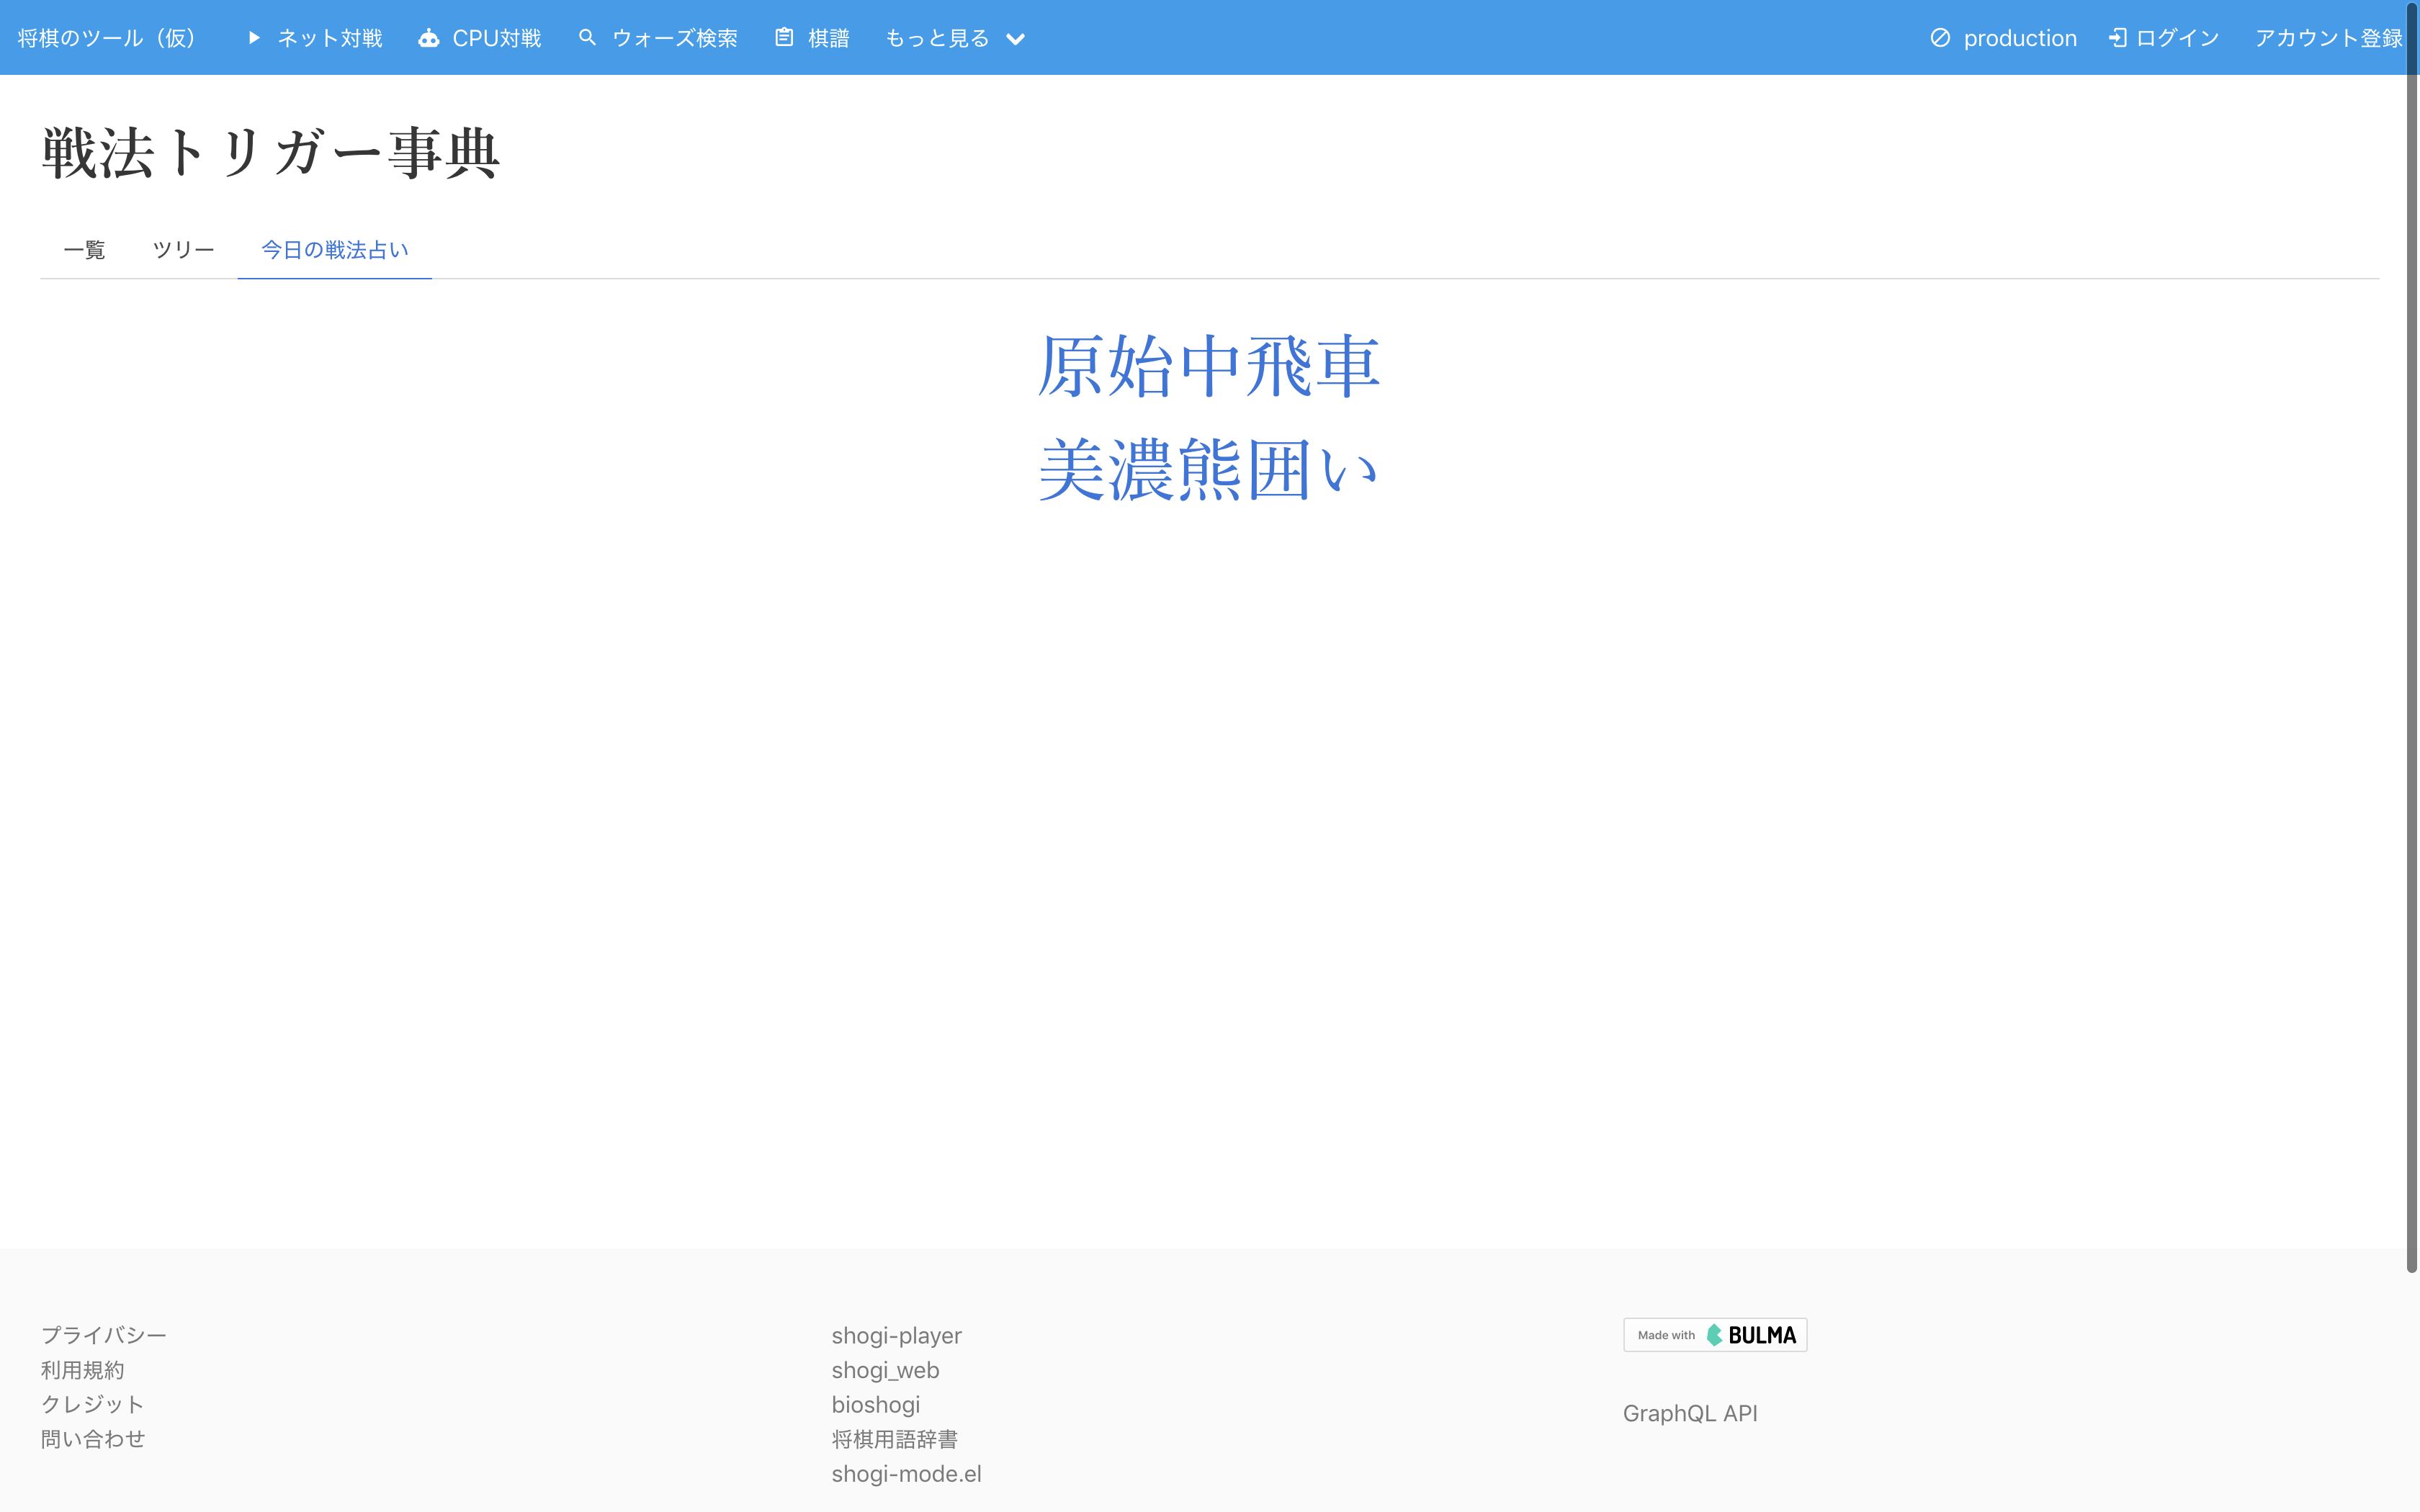 将棋のツール（仮） ネット対戦 CPU対戦 ウォーズ検索 棋譜 もっと見る production ログイン アカウント登録
戦法トリガー事典
一覧 ツリー 今日の戦法占い
原始中飛車
美濃熊囲い
プライバシー
利用規約
クレジット
問い合わせ
shogi-player
shogi_web
bioshogi
将棋用語辞書
shogi-mode.el
Made with BULMA
GraphQL API